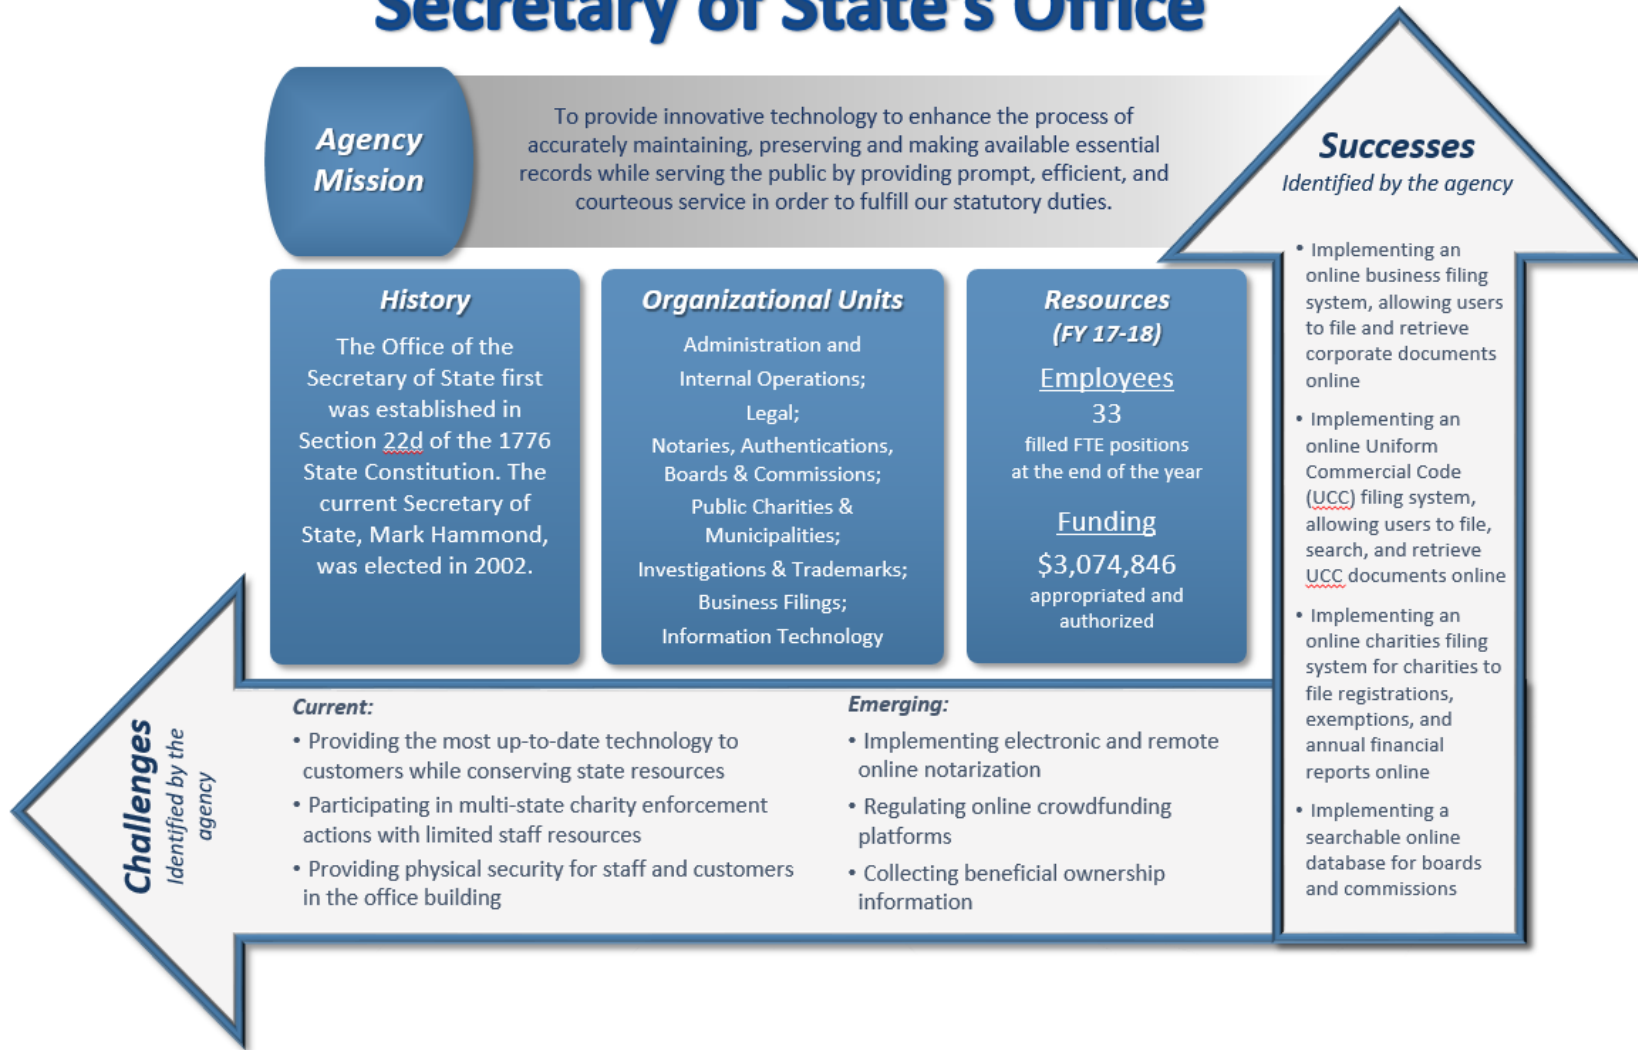 Secretary of State's Office
Agency
Mission
To provide innovative technology to enhance the process of
accurately maintaining, preserving and making available essential
records while serving the public by providing prompt, efficient, and
courteous service in order to fulfill our statutory duties.
History
The Office of the
Secretary of State first
was established in
Section 22d of the 1776
State Constitution. The
current Secretary of
State, Mark Hammond,
was elected in 2002.
Organizational Units
Administration and
Internal Operations;
Legal;
Notaries, Authentications,
Boards & Commissions;
Public Charities &
Municipalities;
Investigations & Trademarks;
Business Filings;
Information Technology
Resources
(FY 17-18)
Employees
33
filled FTE positions
at the end of the year
Funding
$3,074,846
appropriated and
authorized
Successes
Identified by the agency
• Implementing an
online business filing
system, allowing users
to file and retrieve
corporate documents
online
• Implementing an
online Uniform
Commercial Code
(UCC) filing system,
allowing users to file,
search, and retrieve
UCC documents online
• Implementing an
online charities filing
system for charities to
file registrations,
exemptions, and
annual financial
reports online
• Implementing a
searchable online
database for boards
and commissions
Challenges
Identified by the
agency
Current:
• Providing the most up-to-date technology to
customers while conserving state resources
• Participating in multi-state charity enforcement
actions with limited staff resources
• Providing physical security for staff and customers
in the office building
Emerging:
• Implementing electronic and remote
online notarization
• Regulating online crowdfunding
platforms
• Collecting beneficial ownership
information